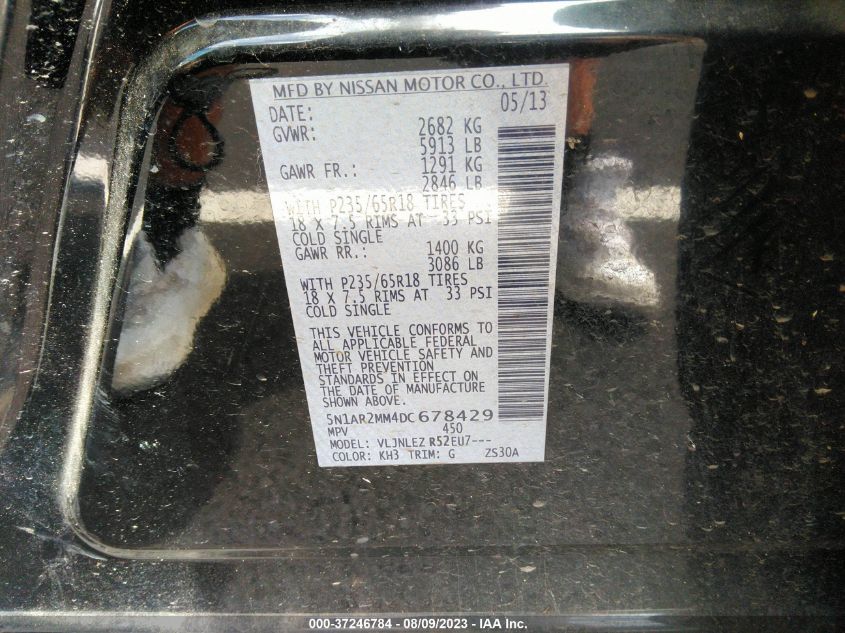 MFD BY NISSAN MOTOR CO., LTD.
DATE: 05/13
GVWR: 2682 KG
5913 LB
GAWR FR.: 1291 KG
2846 LB
WITH P235/65R18 TIRES
18 X 7.5 RIMS AT 33 PSI
COLD SINGLE
GAWR RR.: 1400 KG
3086 LB
WITH P235/65R18 TIRES
18 X 7.5 RIMS AT 33 PSI
COLD SINGLE
THIS VEHICLE CONFORMS TO
ALL APPLICABLE FEDERAL
MOTOR VEHICLE SAFETY AND
THEFT PREVENTION
STANDARDS IN EFFECT ON
THE DATE OF MANUFACTURE
SHOWN ABOVE.
5N1AR2MM4DC678429
MPV 450
MODEL: VLJNLEZ R52EU7---
COLOR: KH3 TRIM: G ZS30A
000-37246784 - 08/09/2023 - IAA Inc.